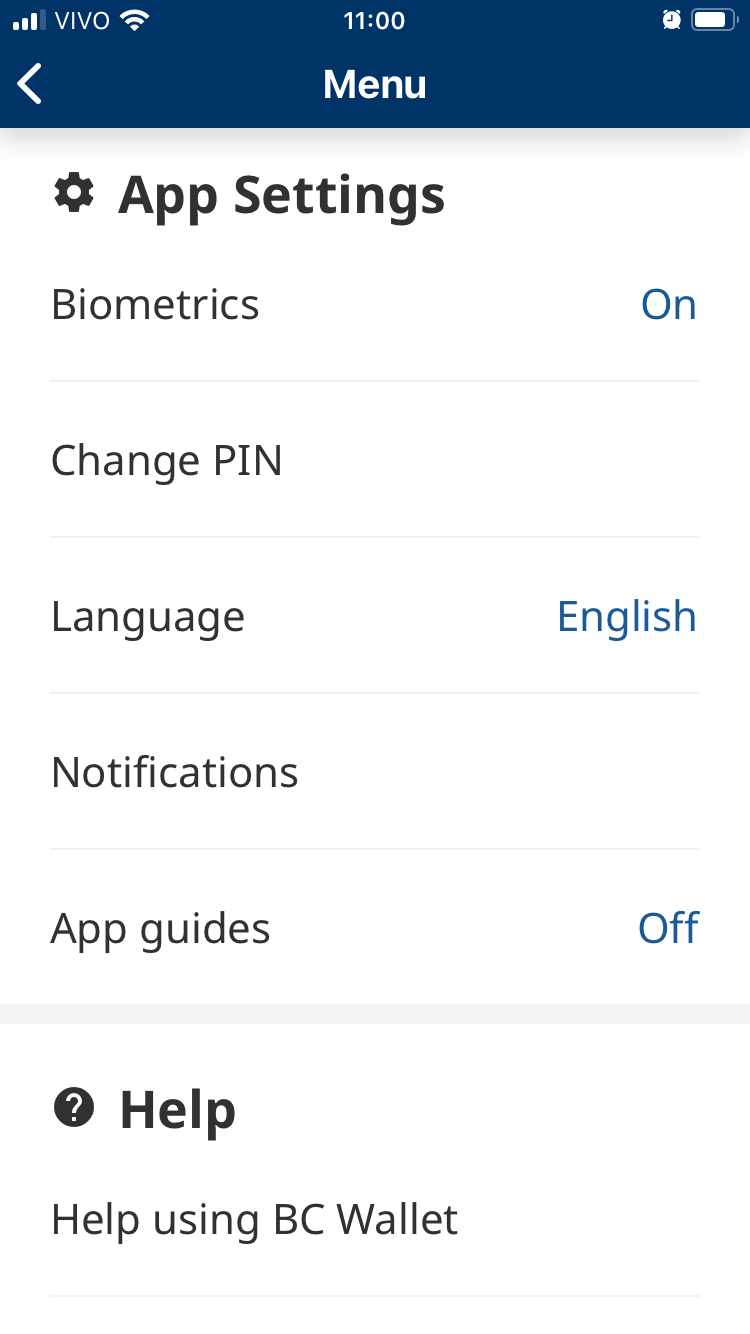 VIVO 11:00
Menu
App Settings
Biometrics On
Change PIN
Language English
Notifications
App guides Off
Help
Help using BC Wallet